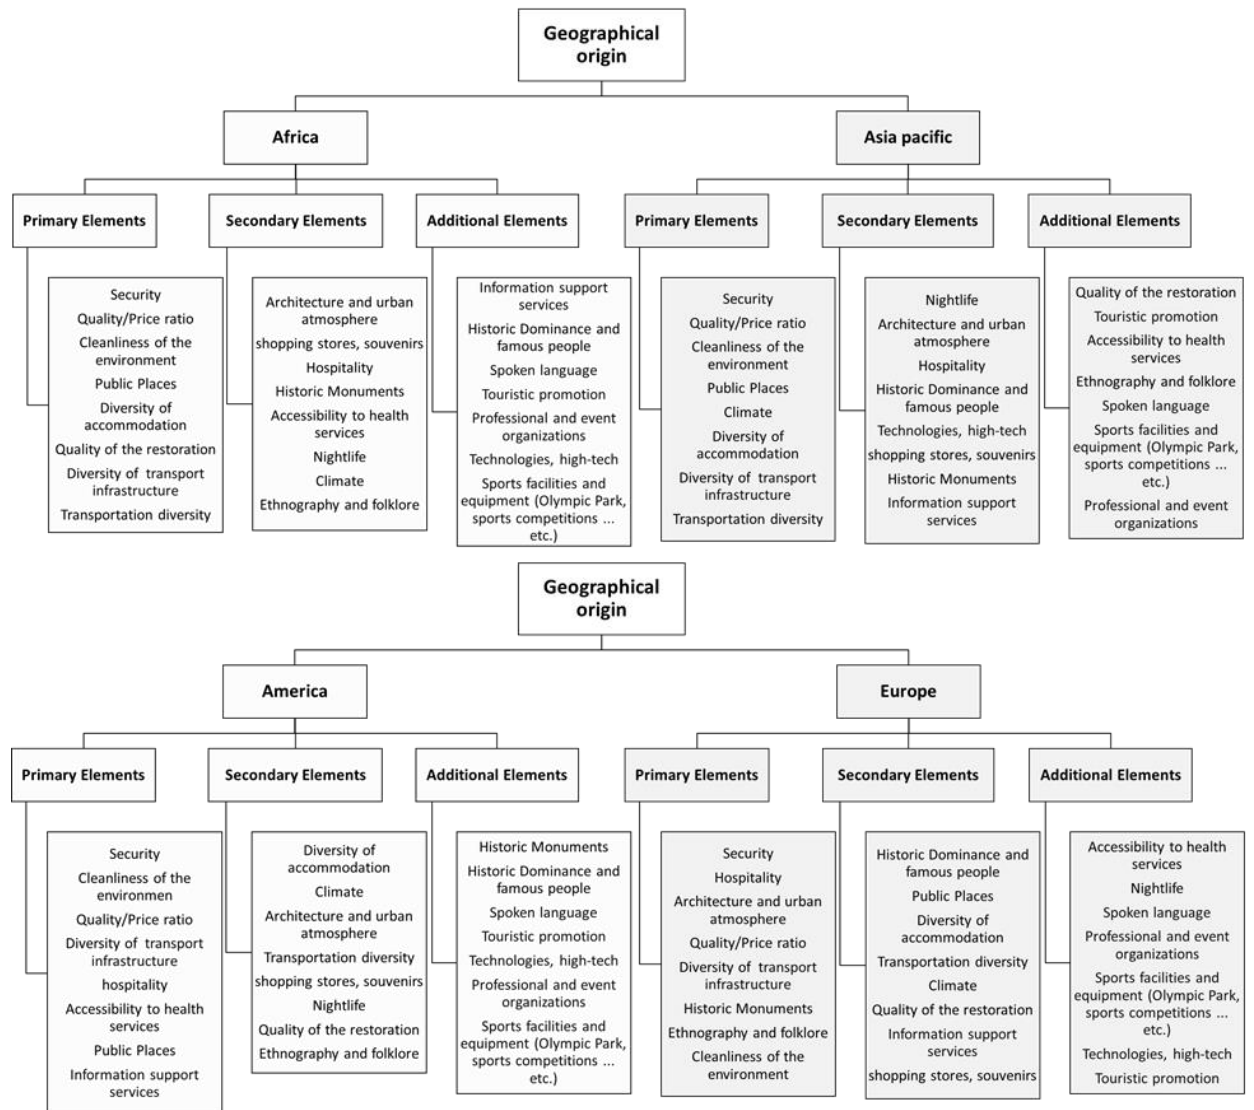 Geographical
origin
Africa
Asia pacific
Primary Elements
Secondary Elements
Additional Elements
Primary Elements
Secondary Elements
Additional Elements
Security
Quality/Price ratio
Cleanliness of the
environment
Public Places
Diversity of
accommodation
Quality of the restoration
Diversity of transport
infrastructure
Transportation diversity
Architecture and urban
atmosphere
shopping stores, souvenirs
Hospitality
Historic Monuments
Accessibility to health
services
Nightlife
Climate
Ethnography and folklore
Information support
services
Historic Dominance and
famous people
Spoken language
Touristic promotion
Professional and event
organizations
Technologies, high-tech
Sports facilities and
equipment (Olympic Park,
sports competitions ...
etc.)
Security
Quality/Price ratio
Cleanliness of the
environment
Public Places
Climate
Diversity of
accommodation
Diversity of transport
infrastructure
Transportation diversity
Nightlife
Architecture and urban
atmosphere
Hospitality
Historic Dominance and
famous people
Technologies, high-tech
shopping stores, souvenirs
Historic Monuments
Information support
services
Quality of the restoration
Touristic promotion
Accessibility to health
services
Ethnography and folklore
Spoken language
Sports facilities and
equipment (Olympic Park,
sports competitions ...
etc.)
Professional and event
organizations
Geographical
origin
America
Europe
Primary Elements
Secondary Elements
Additional Elements
Primary Elements
Secondary Elements
Additional Elements
Security
Cleanliness of the
environmen
Quality/Price ratio
Diversity of transport
infrastructure
hospitality
Accessibility to health
services
Public Places
Information support
services
Diversity of
accommodation
Climate
Architecture and urban
atmosphere
Transportation diversity
shopping stores, souvenirs
Nightlife
Quality of the restoration
Ethnography and folklore
Historic Monuments
Historic Dominance and
famous people
Spoken language
Touristic promotion
Technologies, high-tech
Professional and event
organizations
Sports facilities and
equipment (Olympic Park,
sports competitions ...
etc.)
Security
Hospitality
Architecture and urban
atmosphere
Quality/Price ratio
Diversity of transport
infrastructure
Historic Monuments
Ethnography and folklore
Cleanliness of the
environment
Historic Dominance and
famous people
Public Places
Diversity of
accommodation
Transportation diversity
Climate
Quality of the restoration
Information support
services
shopping stores, souvenirs
Accessibility to health
services
Nightlife
Spoken language
Professional and event
organizations
Sports facilities and
equipment (Olympic Park,
sports competitions ...
etc.)
Technologies, high-tech
Touristic promotion